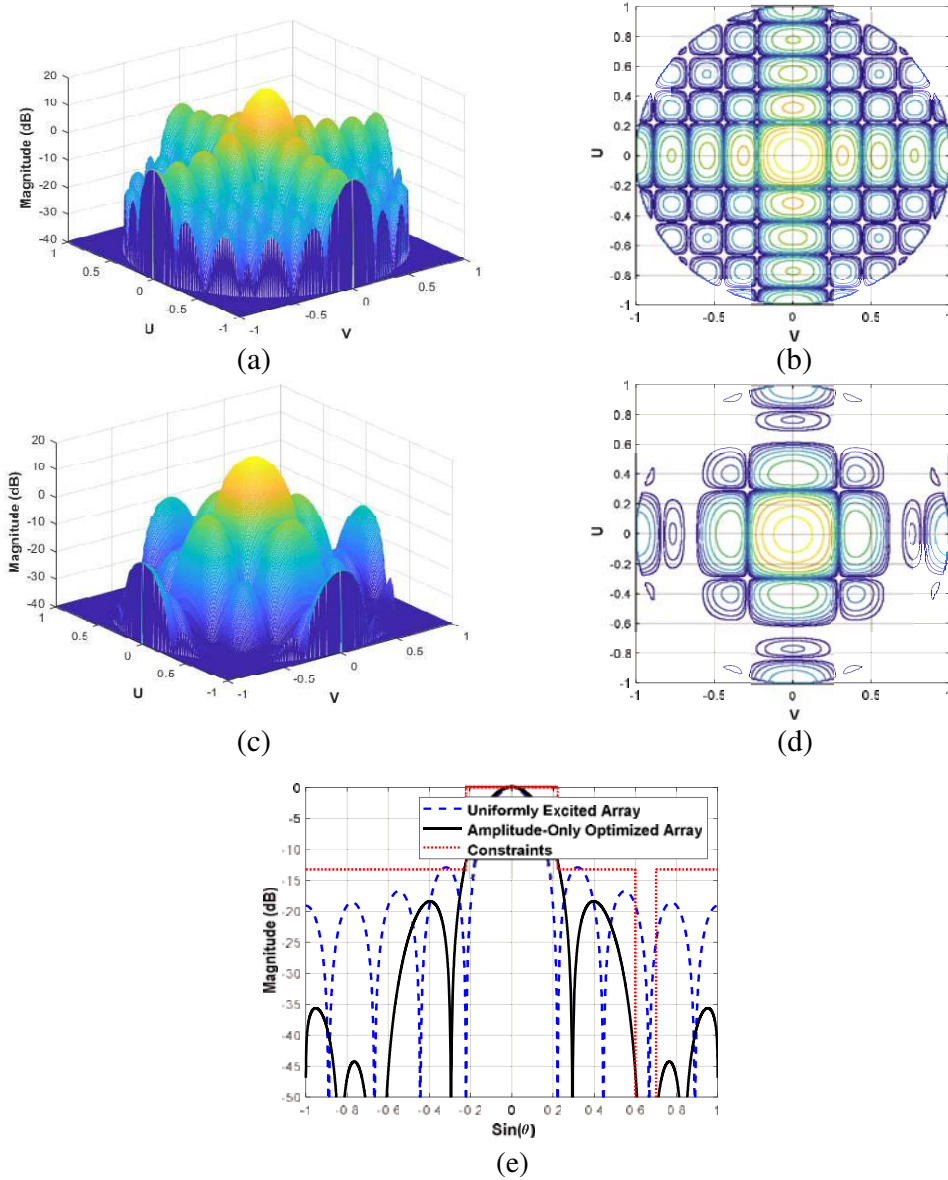 20
10
0
-10
-20
-30
-40
Magnitude (dB)
1
0.5
0
-0.5
-1
U
-1
-0.5
0
0.5
1
V
(a)
1
0.8
0.6
0.4
0.2
0
-0.2
-0.4
-0.6
-0.8
-1
U
-1 -0.5 0 0.5 1
V
(b)
20
10
0
-10
-20
-30
-40
Magnitude (dB)
1
0.5
0
0.5
-1
U
-1
-0.5
0
0.5
1
V
(c)
1
0.8
0.6
0.4
0.2
0
-0.2
-0.4
-0.6
-0.8
-1
U
-1 -0.5 0 0.5 1
V
(d)
0
-5
-10
-15
-20
-25
-30
-35
-40
-45
-50
Magnitude (dB)
Uniformly Excited Array
Amplitude-Only Optimized Array
Constraints
-1 -0 8 -0 6 -0 4 -0 2 0 0 2 0 4 0 6 0 8 1
Sin(θ)
(e)